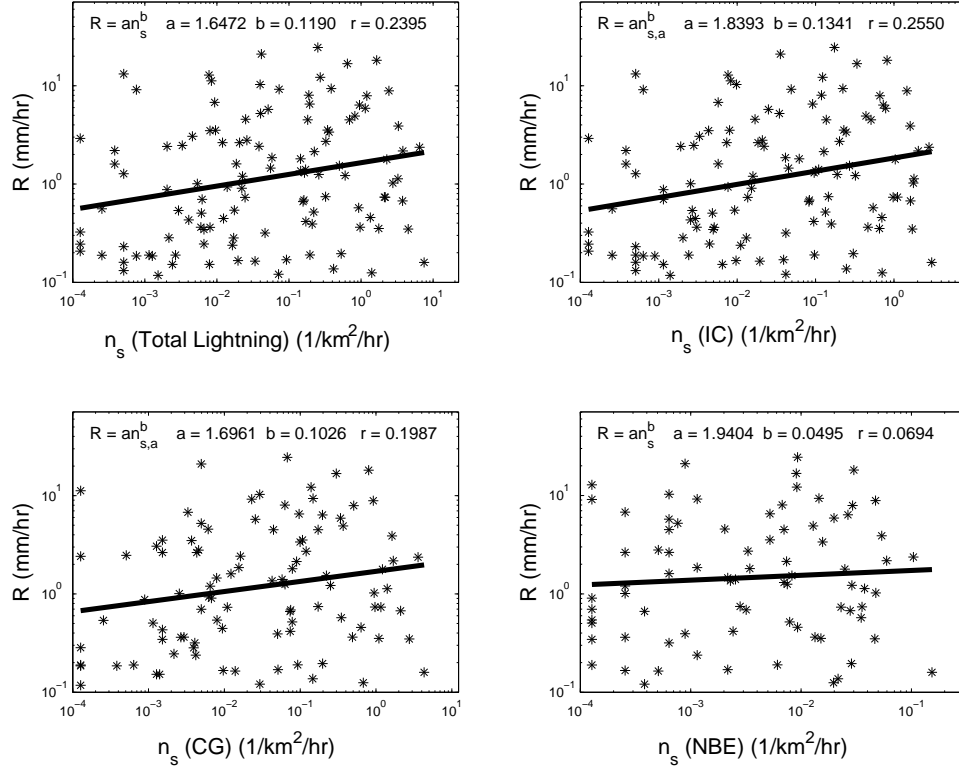 R = an_s^b a = 1.6472 b = 0.1190 r = 0.2395
R (mm/hr)
10^1
10^0
10^-1
10^-4 10^-3 10^-2 10^-1 10^0 10^1
n_s (Total Lightning) (1/km^2/hr)
R = an_{s,a}^b a = 1.8393 b = 0.1341 r = 0.2550
R (mm/hr)
10^1
10^0
10^-1
10^-4 10^-3 10^-2 10^-1 10^0
n_s (IC) (1/km^2/hr)
R = an_{s,a}^b a = 1.6961 b = 0.1026 r = 0.1987
R (mm/hr)
10^1
10^0
10^-1
10^-4 10^-3 10^-2 10^-1 10^0 10^1
n_s (CG) (1/km^2/hr)
R = an_s^b a = 1.9404 b = 0.0495 r = 0.0694
R (mm/hr)
10^1
10^0
10^-1
10^-4 10^-3 10^-2 10^-1
n_s (NBE) (1/km^2/hr)